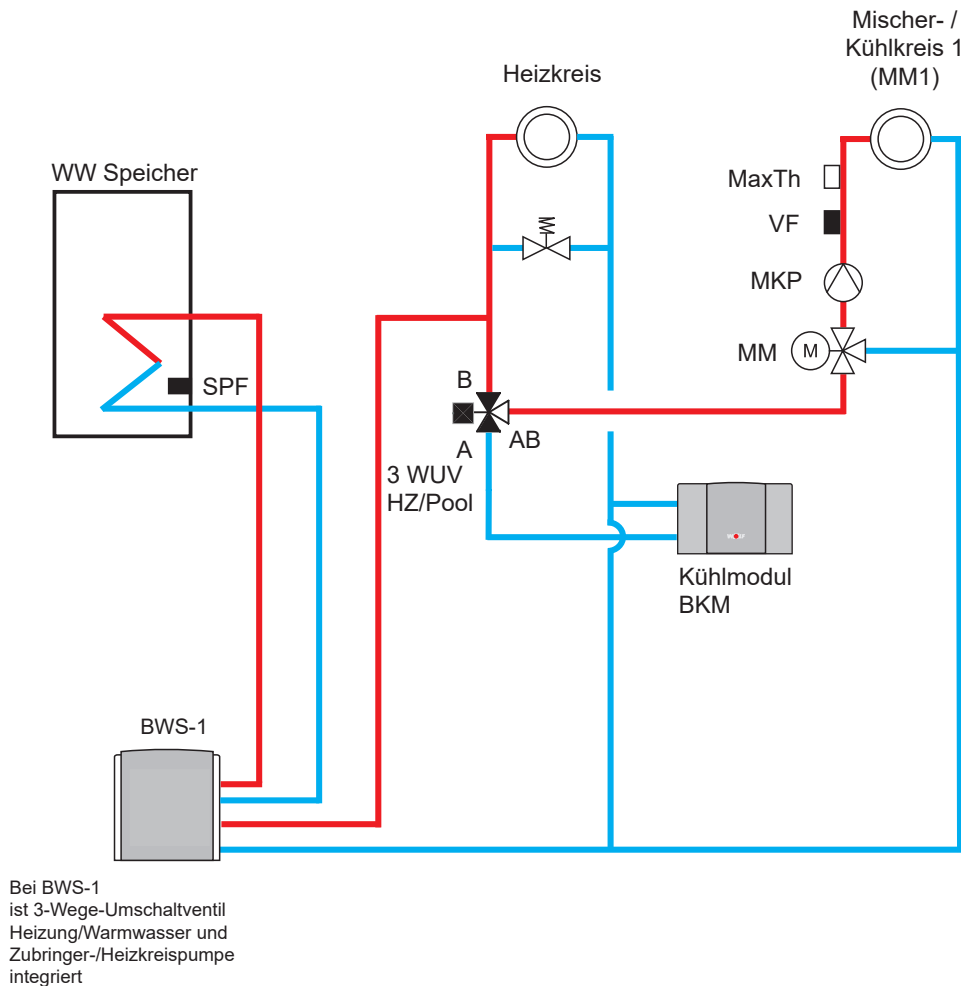 Mischer- /
Kühlkreis 1
(MM1)
Heizkreis
WW Speicher
MaxTh
VF
MKP
MM
M
SPF
B
A
AB
3 WUV
HZ/Pool
Kühlmodul
BKM
BWS-1
Bei BWS-1
ist 3-Wege-Umschaltventil
Heizung/Warmwasser und
Zubringer-/Heizkreispumpe
integriert